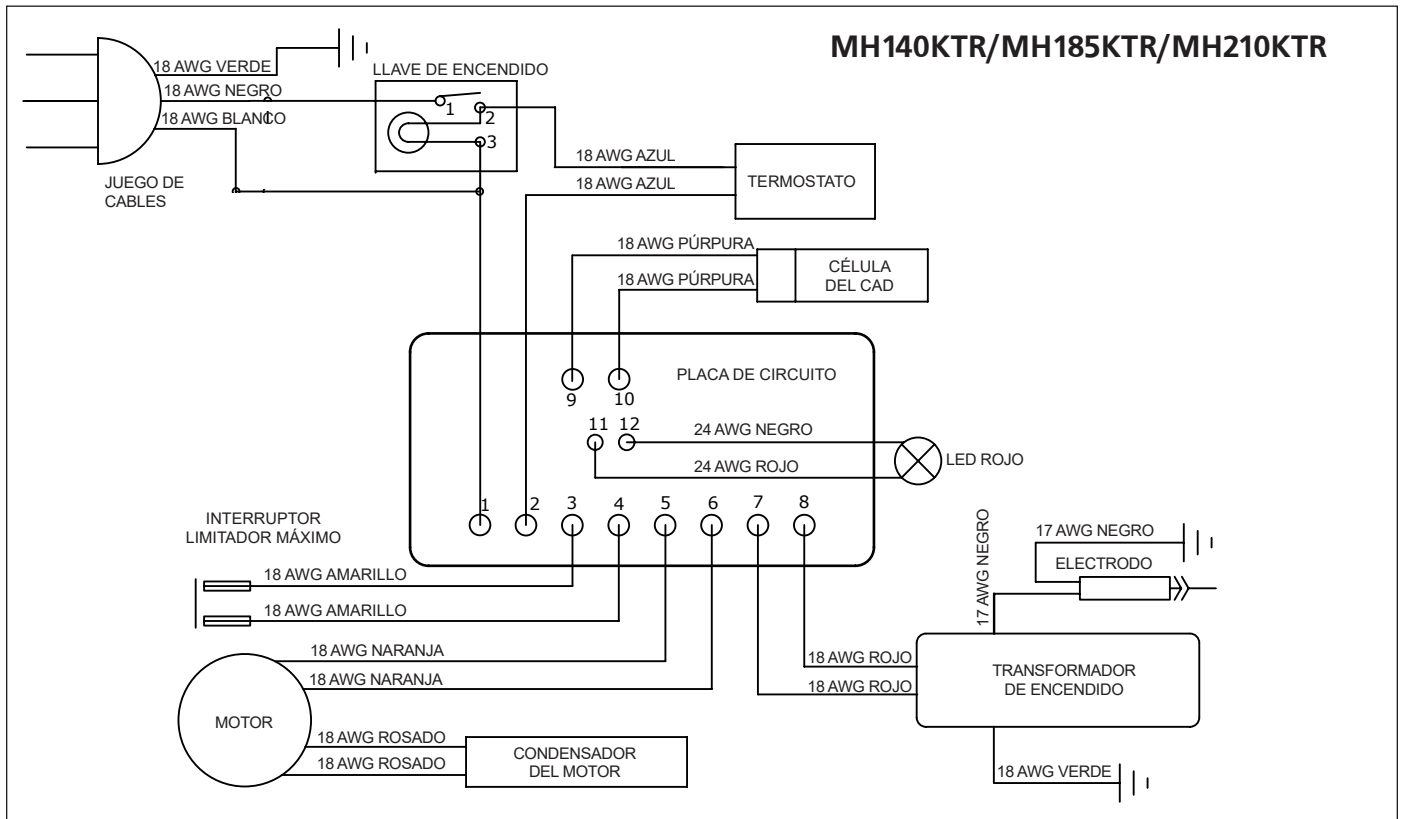 MH140KTR/MH185KTR/MH210KTR
18 AWG VERDE
18 AWG NEGRO
18 AWG BLANCO
JUEGO DE
CABLES
LLAVE DE ENCENDIDO
1
2
3
18 AWG AZUL
18 AWG AZUL
TERMOSTATO
18 AWG PÚRPURA
18 AWG PÚRPURA
CÉLULA
DEL CAD
PLACA DE CIRCUITO
9
10
11
12
24 AWG NEGRO
24 AWG ROJO
LED ROJO
1
2
3
4
5
6
7
8
INTERRUPTOR
LIMITADOR MÁXIMO
18 AWG AMARILLO
18 AWG AMARILLO
18 AWG NARANJA
18 AWG NARANJA
MOTOR
18 AWG ROSADO
18 AWG ROSADO
CONDENSADOR
DEL MOTOR
17 AWG NEGRO
17 AWG NEGRO
ELECTRODO
18 AWG ROJO
18 AWG ROJO
TRANSFORMADOR
DE ENCENDIDO
18 AWG VERDE